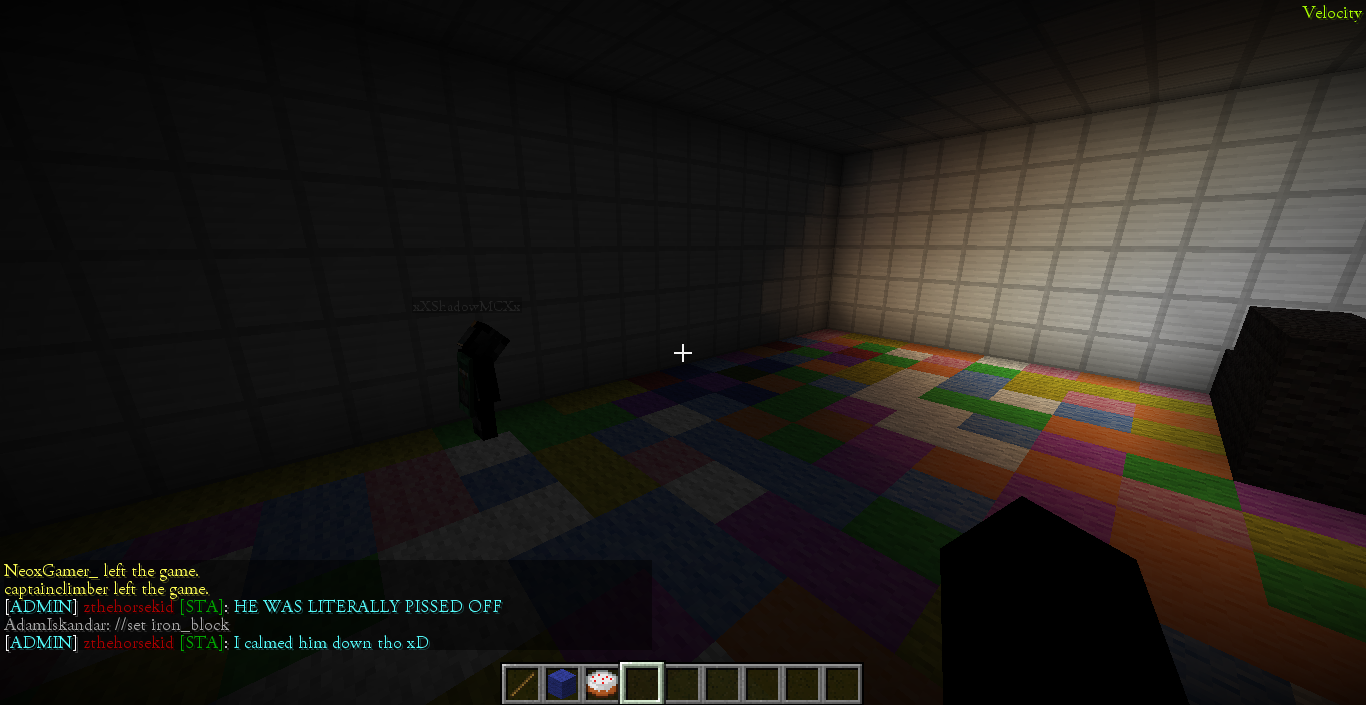 Velocity
xXShadowMCXx
NeoxGamer_ left the game.
captainclimber left the game.
[ADMIN] zthehorsekid [STA]: HE WAS LITERALLY PISSED OFF
AdamIskandar: //set iron_block
[ADMIN] zthehorsekid [STA]: I calmed him down tho xD